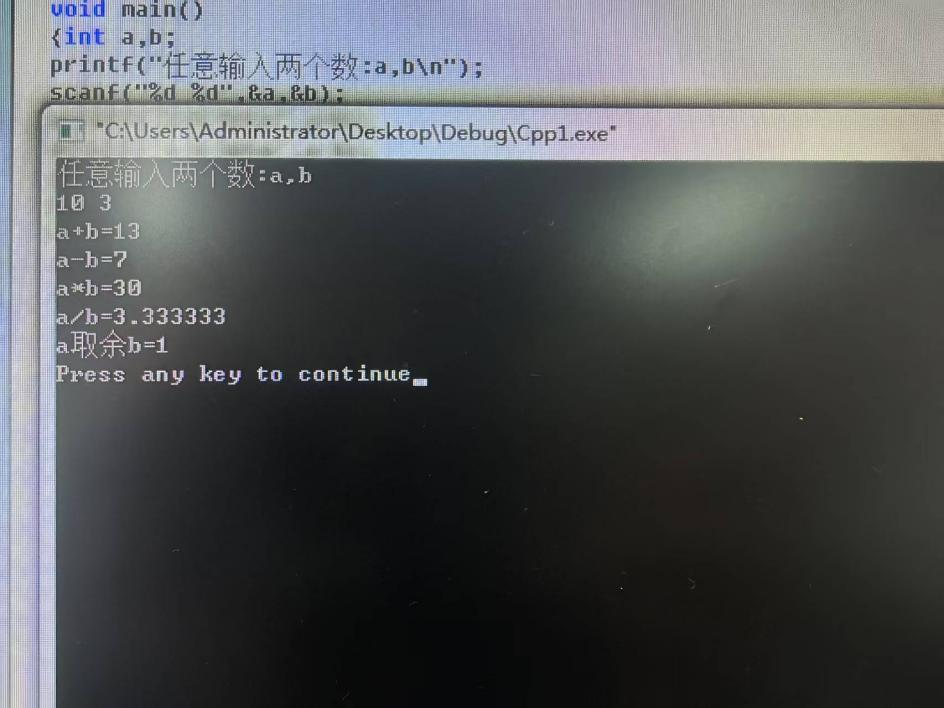 void main()
{int a,b;
printf("任意输入两个数:a,b\n");
scanf("%d %d",&a,&b);
"C:\Users\Administrator\Desktop\Debug\Cpp1.exe"
任意输入两个数:a,b
10 3
a+b=13
a-b=7
a*b=30
a/b=3.333333
a取余b=1
Press any key to continue_